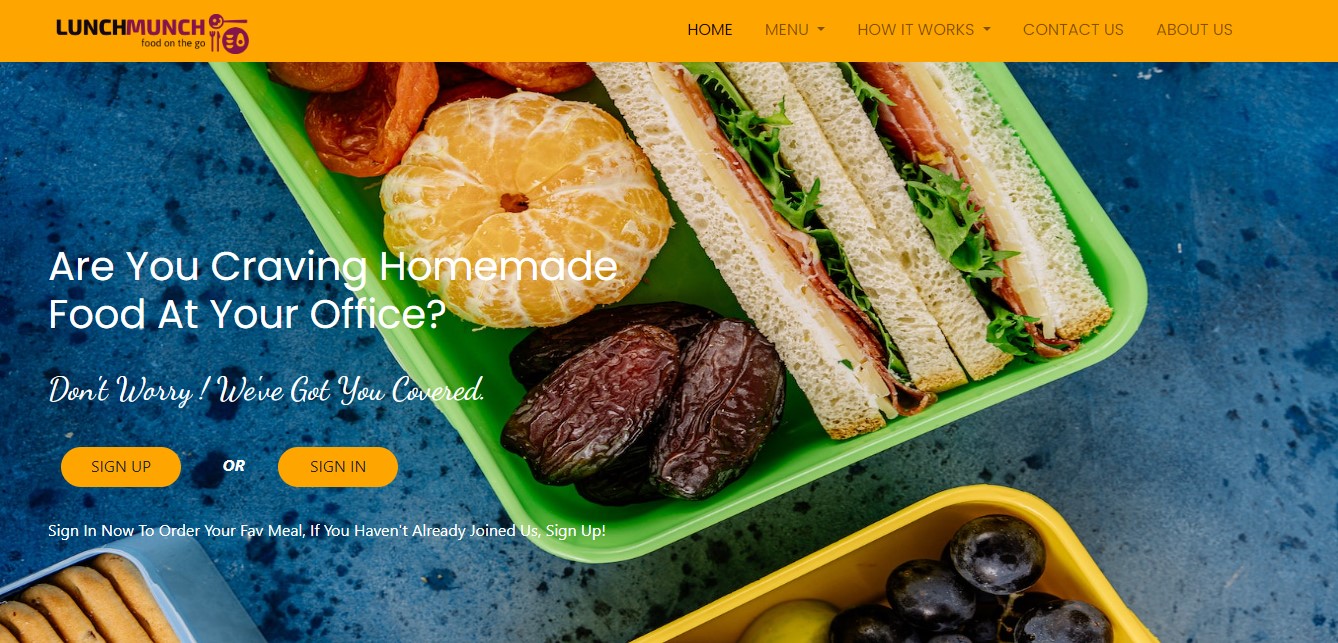 LUNCHMUNCH
food on the go
HOME MENU HOW IT WORKS CONTACT US ABOUT US
Are You Craving Homemade
Food At Your Office?
Don't Worry ! We've Got You Covered.
SIGN UP OR SIGN IN
Sign In Now To Order Your Fav Meal, If You Haven't Already Joined Us, Sign Up!